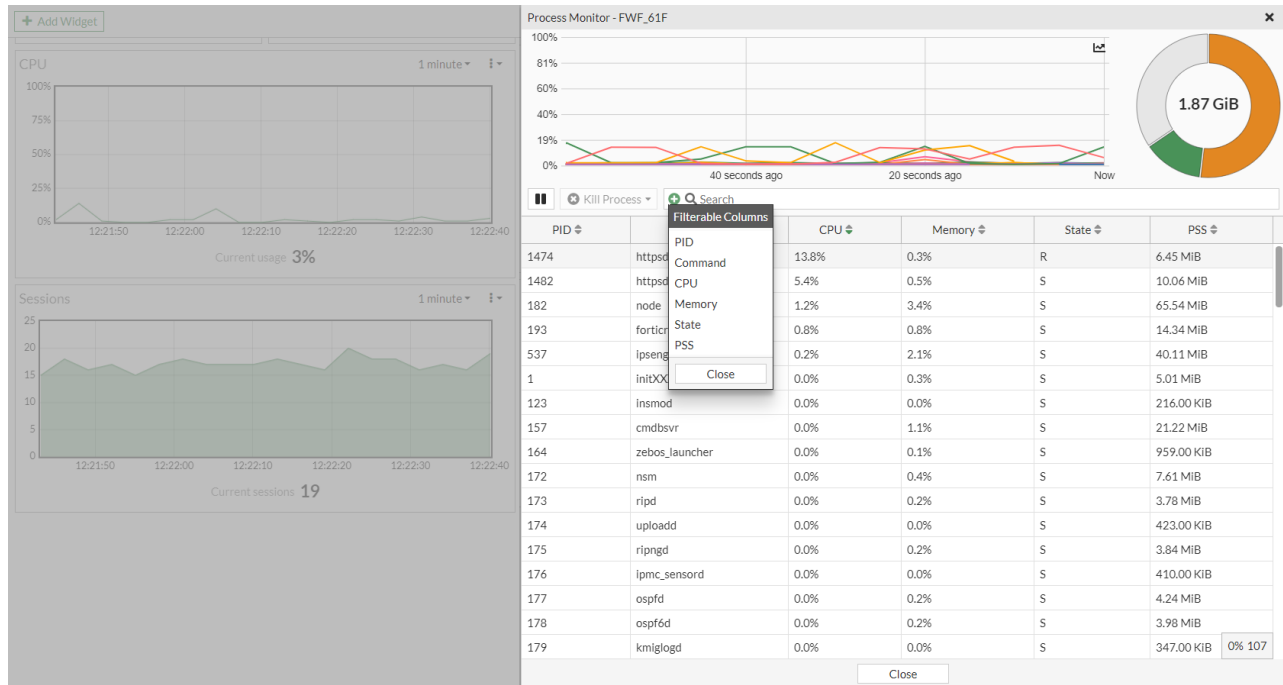 + Add Widget
CPU
1 minute
100%
75%
50%
25%
0%
12:21:50 12:22:00 12:22:10 12:22:20 12:22:30 12:22:40
Current usage 3%
Sessions
1 minute
25
20
15
10
5
0
12:21:50 12:22:00 12:22:10 12:22:20 12:22:30 12:22:40
Current sessions 19
Process Monitor - FWF_61F
100%
81%
60%
40%
19%
0%
40 seconds ago 20 seconds ago Now
1.87 GiB
Kill Process
Search
Filterable Columns
PID
Command
CPU
Memory
State
PSS
Close
PID CPU Memory State PSS
1474 httpsd 13.8% 0.3% R 6.45 MiB
1482 httpsd 5.4% 0.5% S 10.06 MiB
182 node 1.2% 3.4% S 65.54 MiB
193 forticr 0.8% 0.8% S 14.34 MiB
537 ipseng 0.2% 2.1% S 40.11 MiB
1 initXX 0.0% 0.3% S 5.01 MiB
123 insmod 0.0% 0.0% S 216.00 KiB
157 cmdbsvr 0.0% 1.1% S 21.22 MiB
164 zebos_launcher 0.0% 0.1% S 959.00 KiB
172 nsm 0.0% 0.4% S 7.61 MiB
173 ripd 0.0% 0.2% S 3.78 MiB
174 uploadd 0.0% 0.0% S 423.00 KiB
175 ripngd 0.0% 0.2% S 3.84 MiB
176 ipmc_sensord 0.0% 0.0% S 410.00 KiB
177 ospfd 0.0% 0.2% S 4.24 MiB
178 ospf6d 0.0% 0.2% S 3.98 MiB
179 kmiglogd 0.0% 0.0% S 347.00 KiB
0% 107
Close